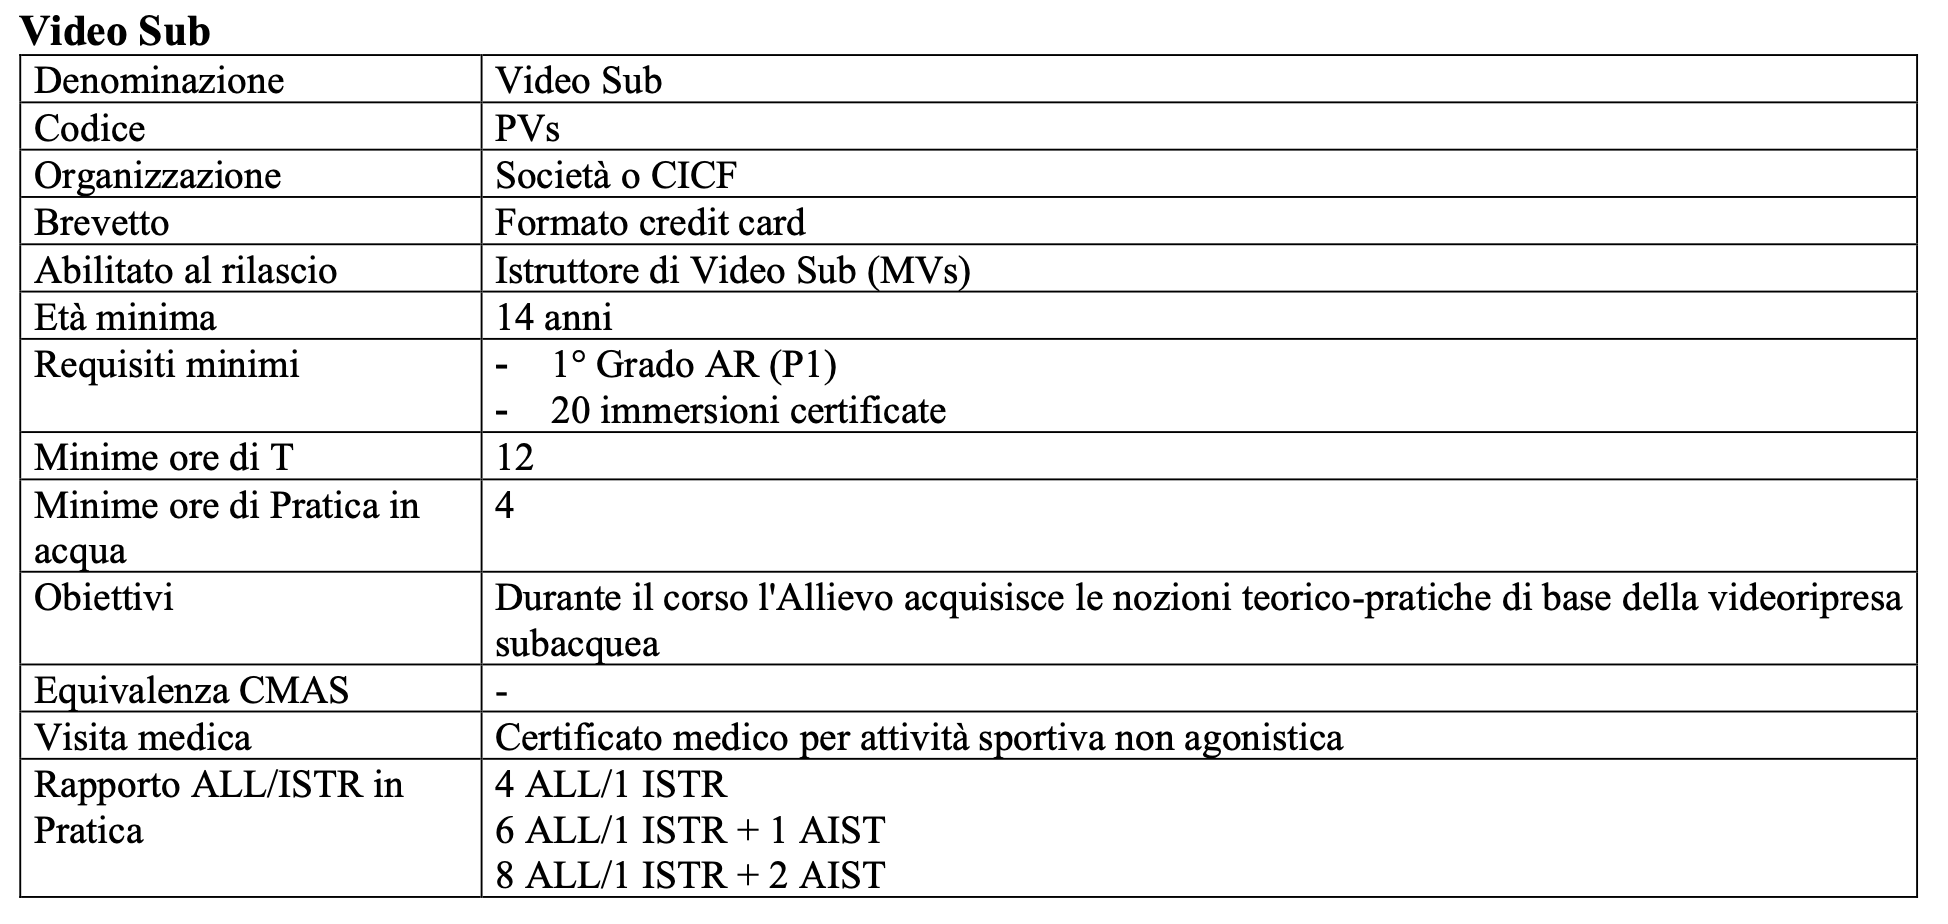 Video Sub
Denominazione Video Sub
Codice PVs
Organizzazione Società o CICF
Brevetto Formato credit card
Abilitato al rilascio Istruttore di Video Sub (MVs)
Età minima 14 anni
Requisiti minimi - 1° Grado AR (P1)
- 20 immersioni certificate
Minime ore di T 12
Minime ore di Pratica in 4
acqua
Obiettivi Durante il corso l'Allievo acquisisce le nozioni teorico-pratiche di base della videoripresa
subacquea
Equivalenza CMAS -
Visita medica Certificato medico per attività sportiva non agonistica
Rapporto ALL/ISTR in 4 ALL/1 ISTR
Pratica 6 ALL/1 ISTR + 1 AIST
8 ALL/1 ISTR + 2 AIST